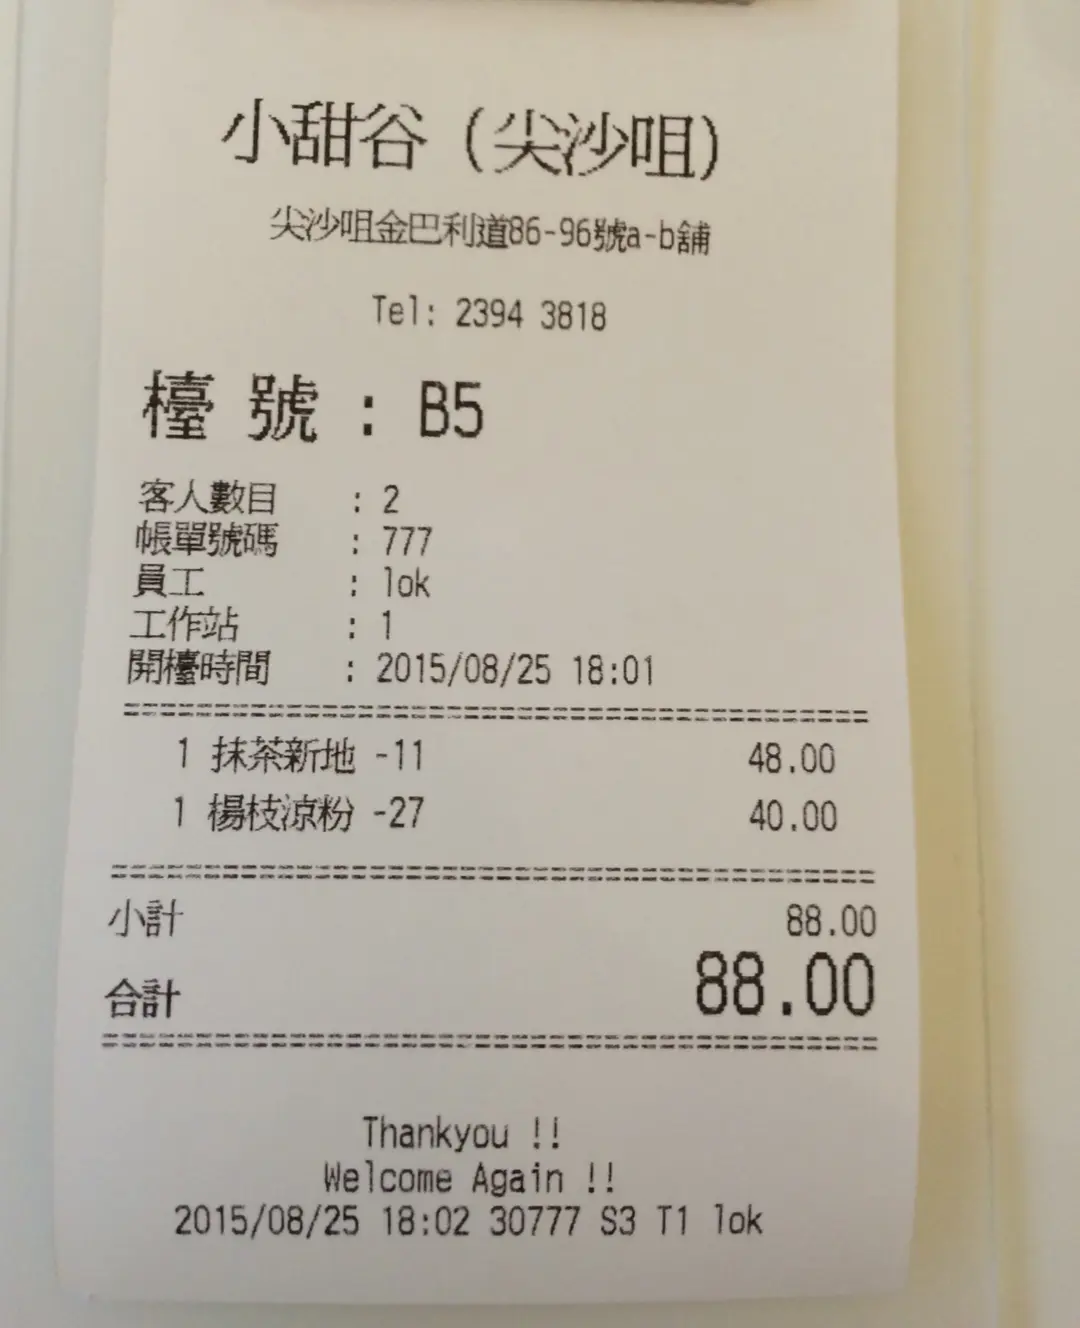 小甜谷（尖沙咀）
尖沙咀金巴利道86-96號a-b舖
Tel: 2394 3818
檯 號 : B5
客人數目 : 2
帳單號碼 : 777
員工 : lok
工作站 : 1
開檯時間 : 2015/08/25 18:01
1 抹茶新地 -11 48.00
1 楊枝涼粉 -27 40.00
小計 88.00
合計 88.00
Thankyou !!
Welcome Again !!
2015/08/25 18:02 30777 S3 T1 lok